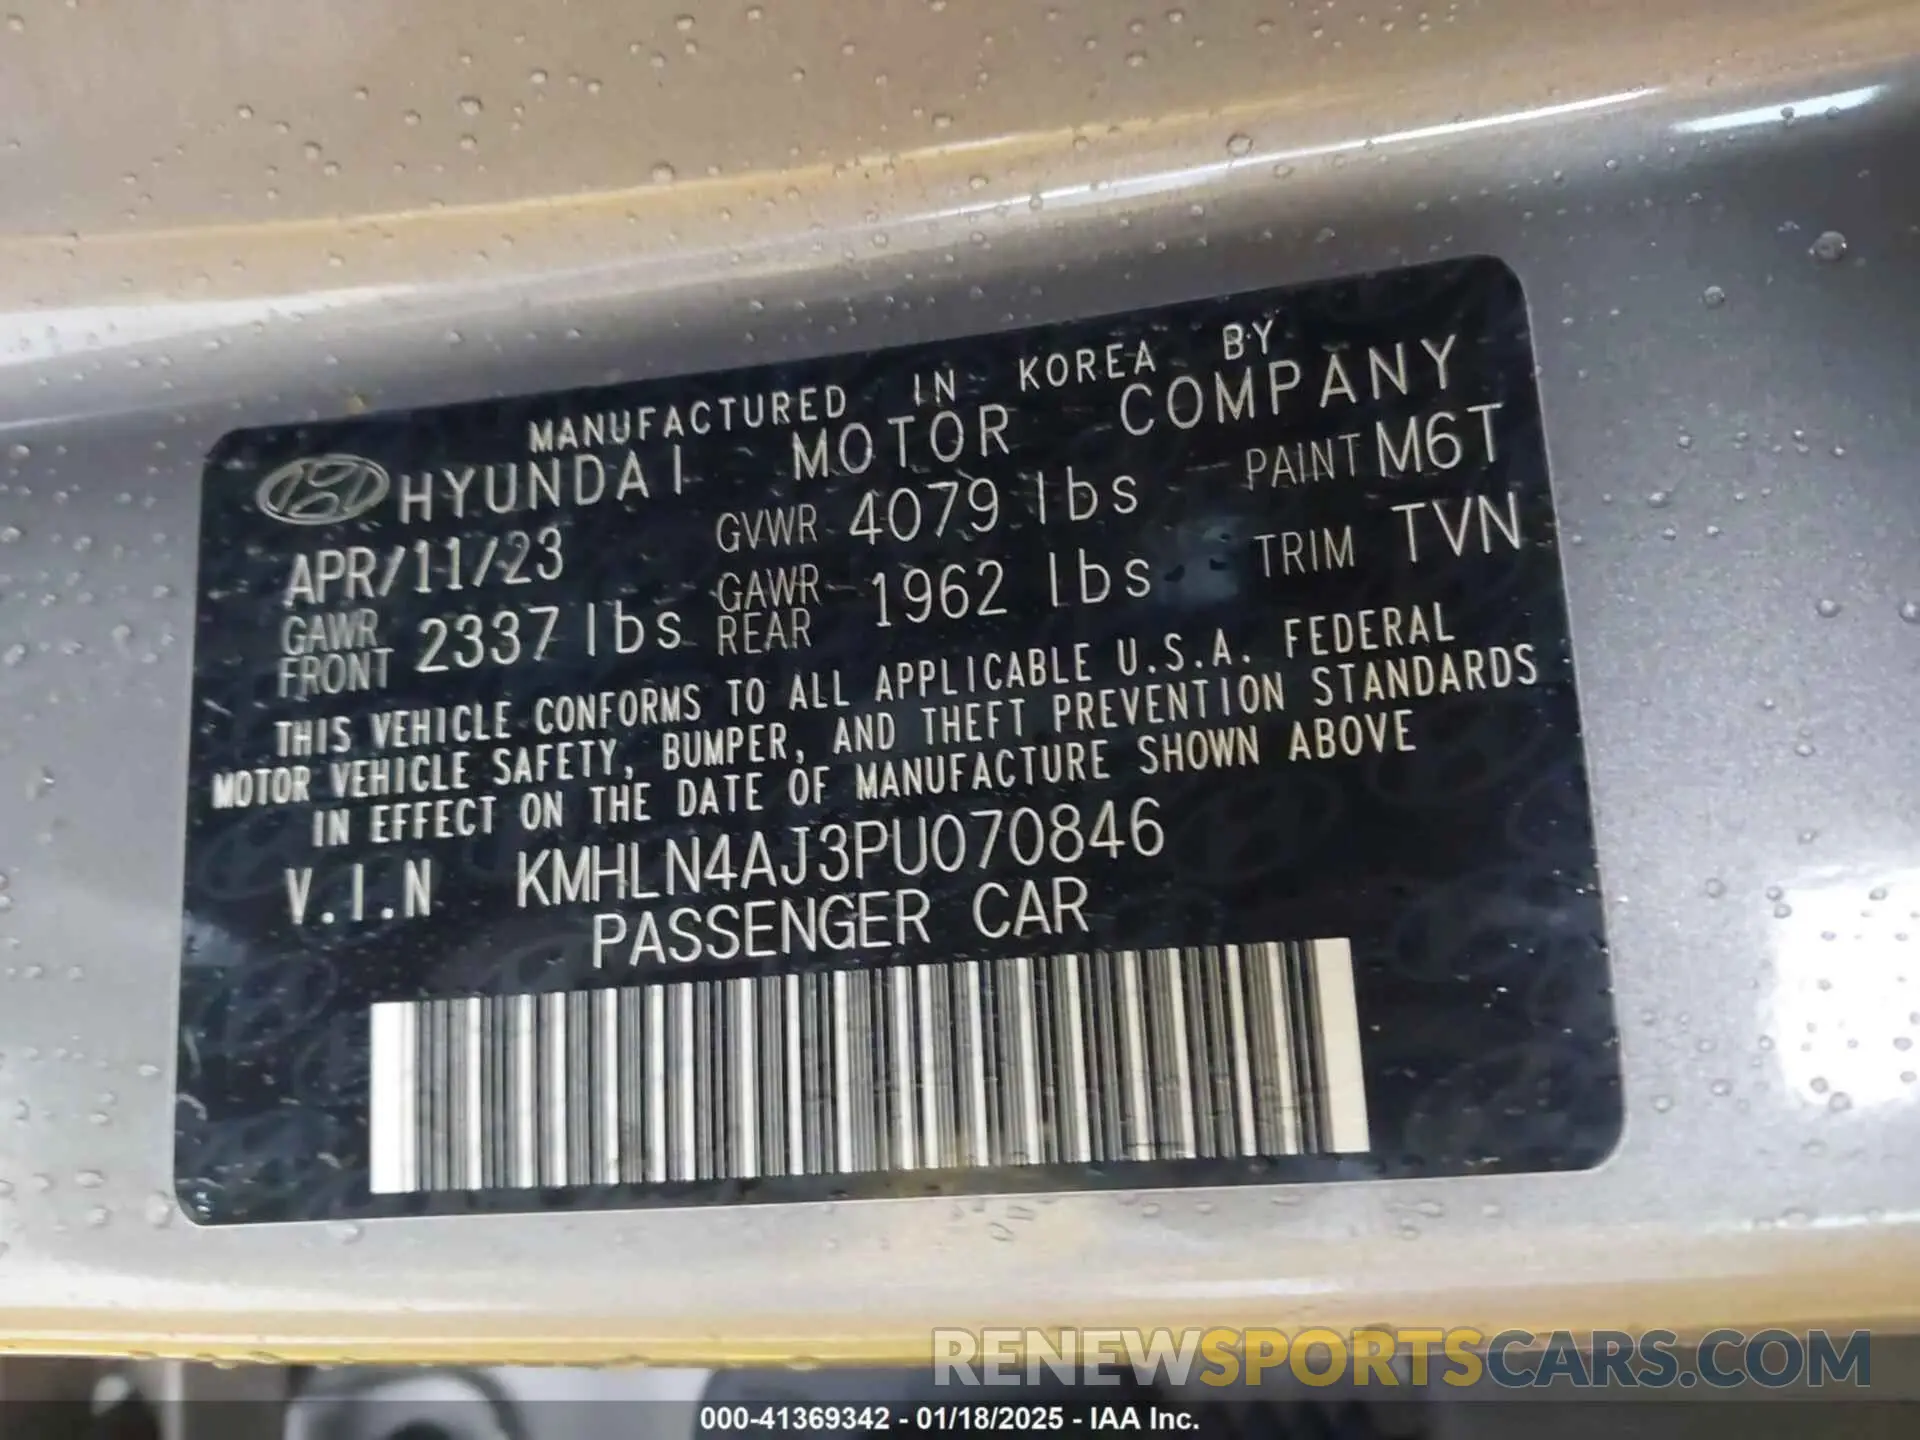 MANUFACTURED IN KOREA BY
HYUNDAI MOTOR COMPANY
APR/11/23 GVWR 4079 lbs PAINT M6T
GAWR FRONT 2337 lbs GAWR REAR 1962 lbs TRIM TVN
THIS VEHICLE CONFORMS TO ALL APPLICABLE U.S.A. FEDERAL
MOTOR VEHICLE SAFETY, BUMPER, AND THEFT PREVENTION STANDARDS
IN EFFECT ON THE DATE OF MANUFACTURE SHOWN ABOVE
V.I.N KMHLN4AJ3PU070846
PASSENGER CAR
RENEWSPORTSCARS.COM
000-41369342 - 01/18/2025 - IAA Inc.